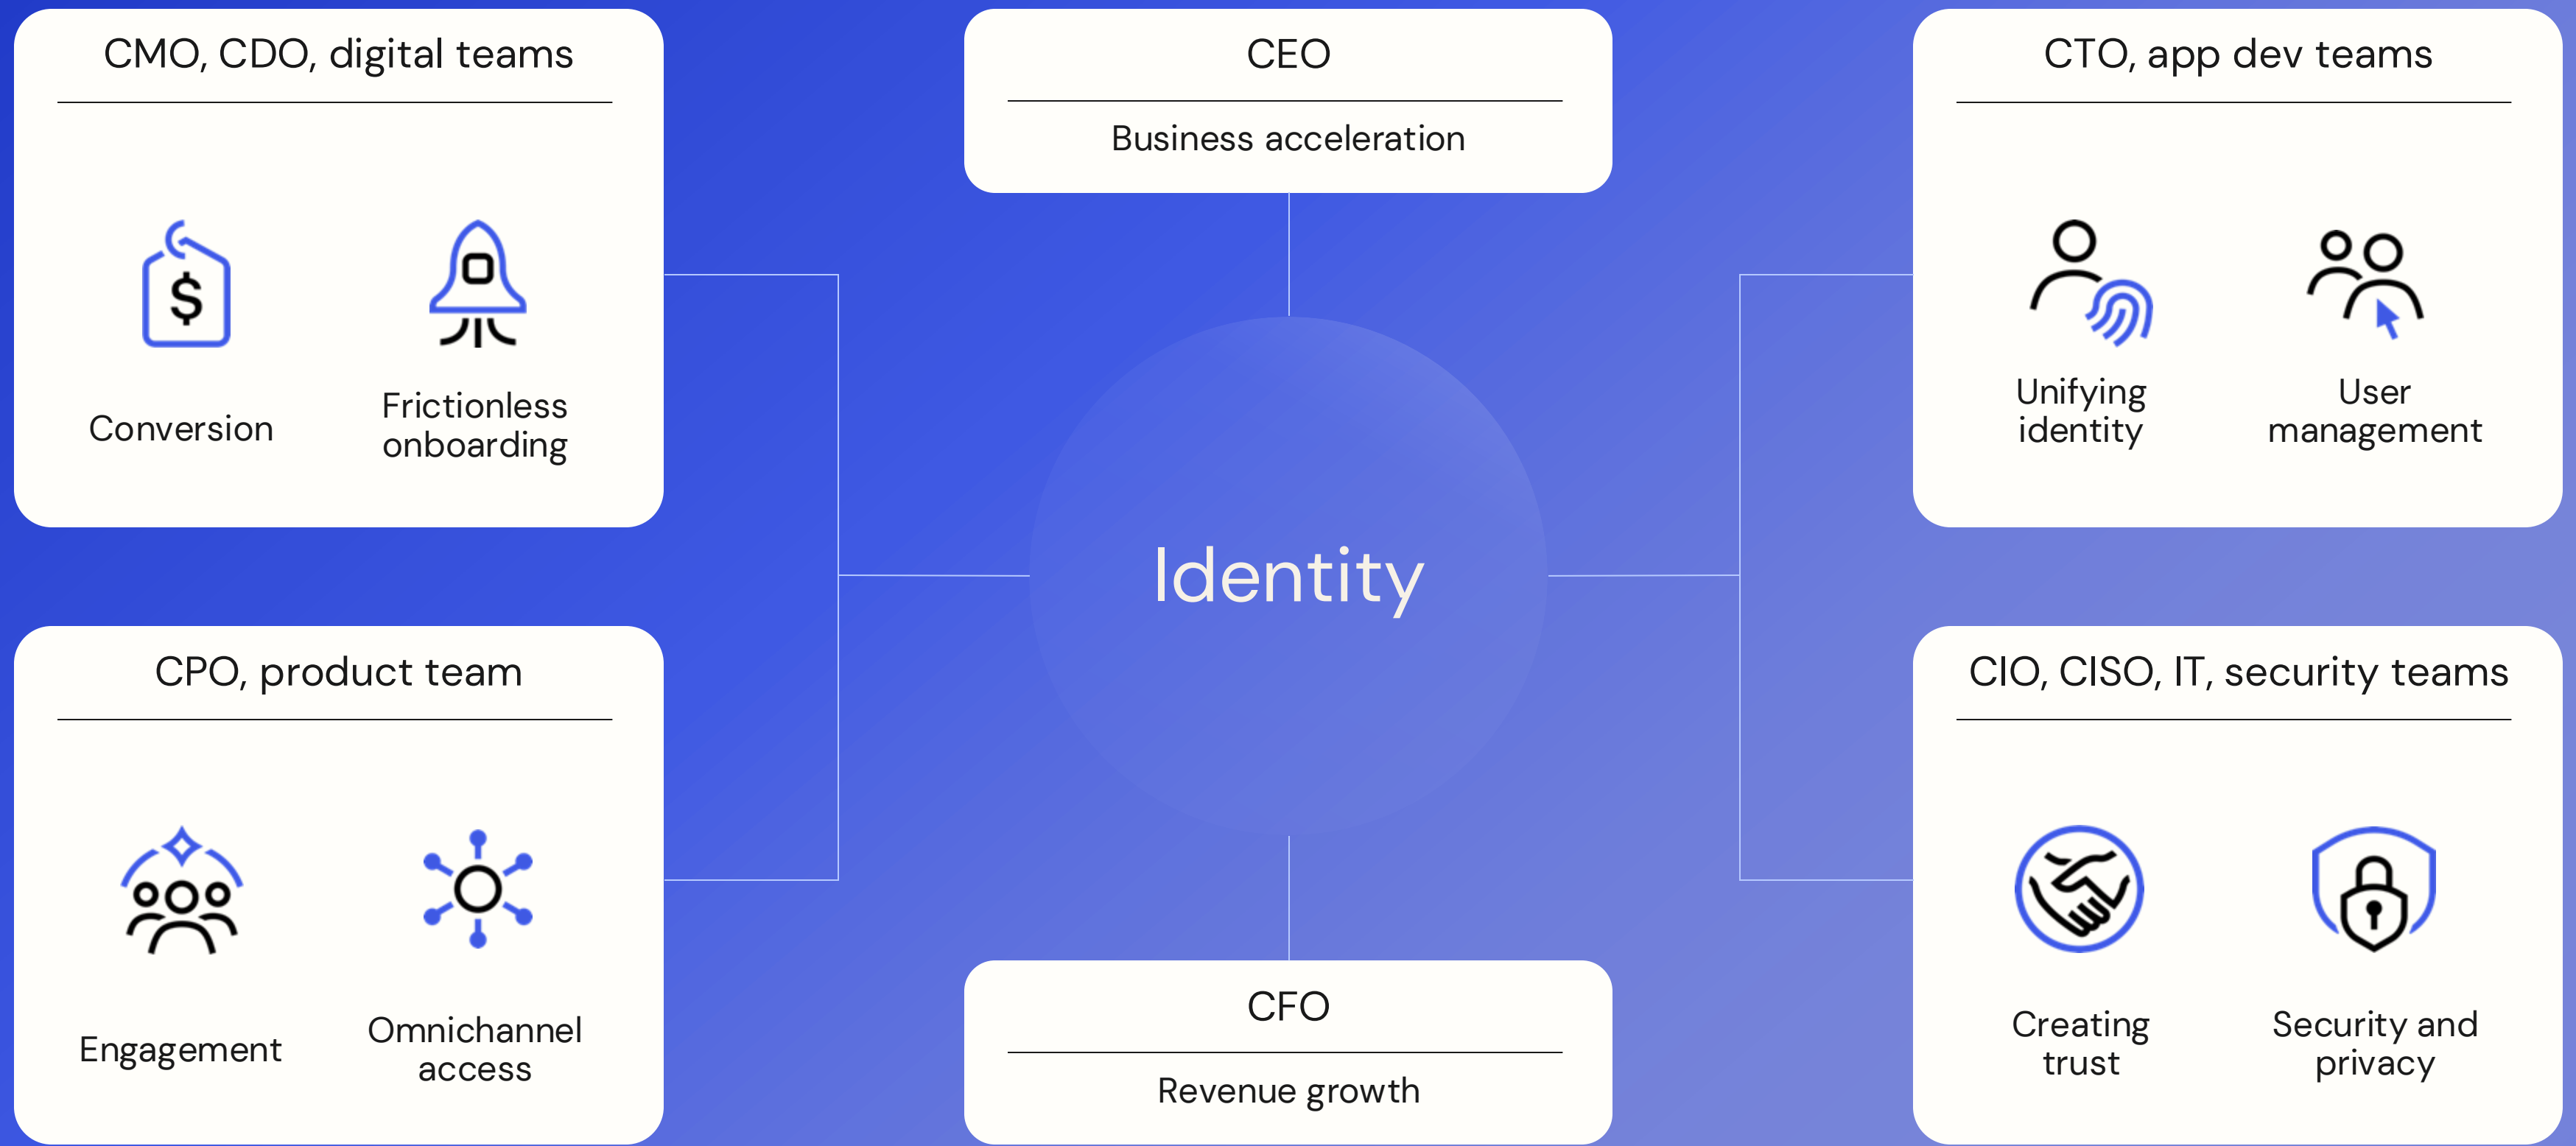 CMO, CDO, digital teams
$
Conversion
Frictionless
onboarding
CEO
Business acceleration
CTO, app dev teams
Unifying
identity
User
management
Identity
CPO, product team
Engagement
Omnichannel
access
CFO
Revenue growth
CIO, CISO, IT, security teams
Creating
trust
Security and
privacy